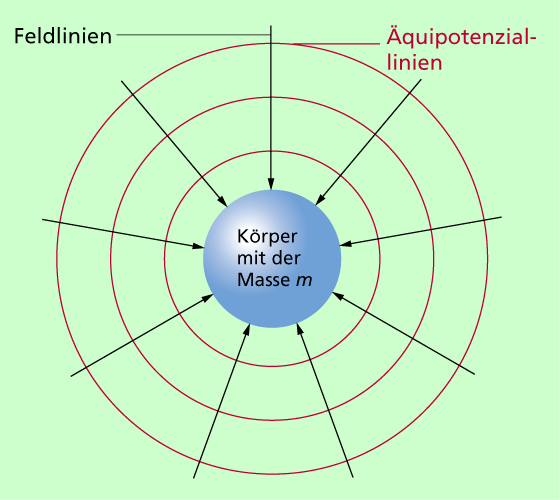 Feldlinien
Äquipotenzial-
linien
Körper
mit der
Masse m